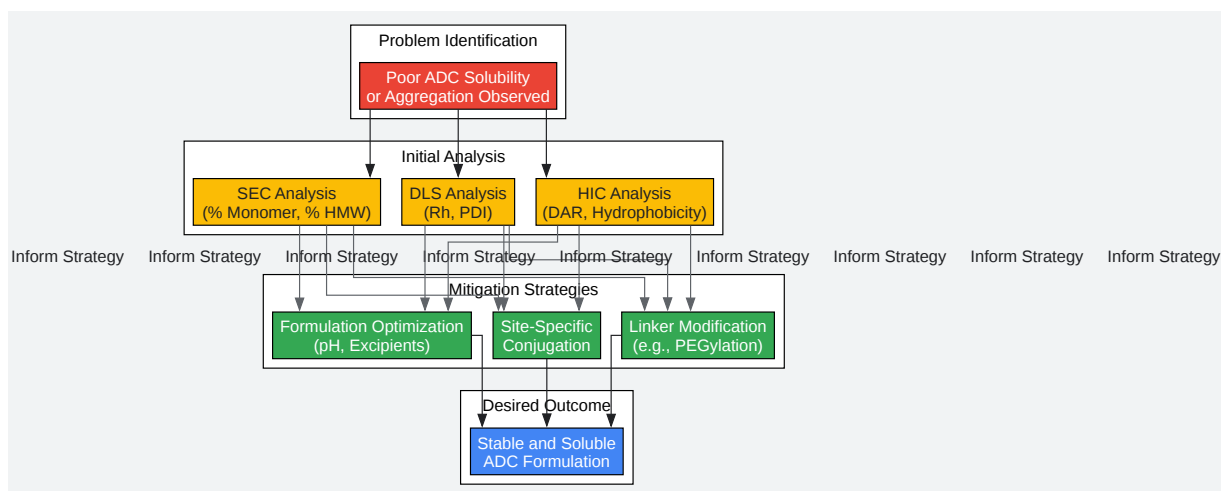 Problem Identification
Poor ADC Solubility
or Aggregation Observed
Initial Analysis
SEC Analysis
(% Monomer, % HMW)
DLS Analysis
(Rh, PDI)
HIC Analysis
(DAR, Hydrophobicity)
Inform Strategy
Inform Strategy
Inform Strategy
Inform Strategy
Inform Strategy
Inform Strategy
Inform Strategy
Inform Strategy
Inform Strategy
Mitigation Strategies
Formulation Optimization
(pH, Excipients)
Site-Specific
Conjugation
Linker Modification
(e.g., PEGylation)
Desired Outcome
Stable and Soluble
ADC Formulation